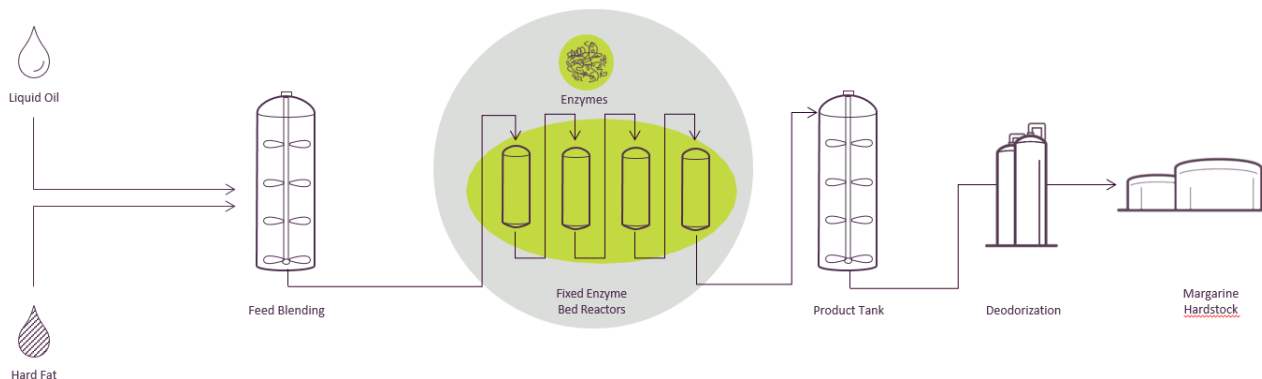 Liquid Oil
Enzymes
Feed Blending
Fixed Enzyme
Bed Reactors
Product Tank
Deodorization
Margarine
Hardstock
Hard Fat